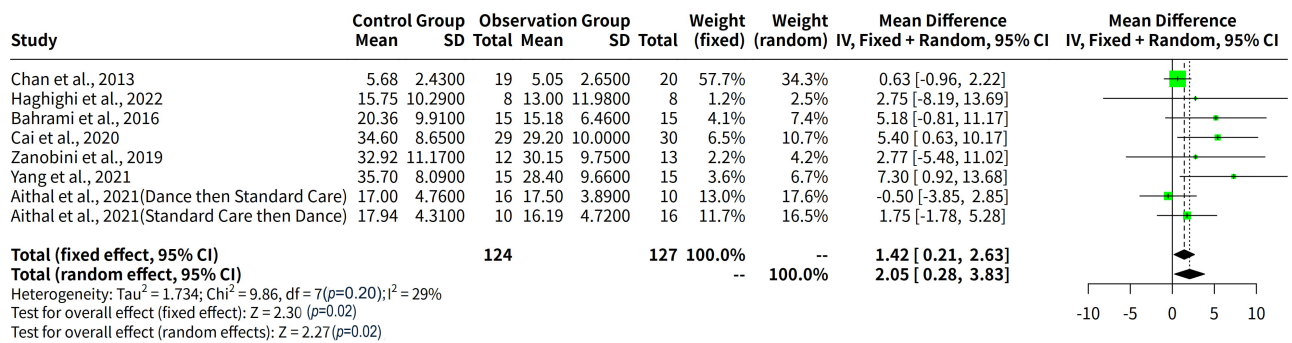 Control Group Observation Group Weight Weight Mean Difference Mean Difference
Study Mean SD Total Mean SD Total (fixed) (random) IV, Fixed + Random, 95% CI IV, Fixed + Random, 95% CI
Chan et al., 2013 5.68 2.4300 19 5.05 2.6500 20 57.7% 34.3% 0.63 [-0.96, 2.22]
Haghighi et al., 2022 15.75 10.2900 8 13.00 11.9800 8 1.2% 2.5% 2.75 [-8.19, 13.69]
Bahrami et al., 2016 20.36 9.9100 15 15.18 6.4600 15 4.1% 7.4% 5.18 [-0.81, 11.17]
Cai et al., 2020 34.60 8.6500 29 29.20 10.0000 30 6.5% 10.7% 5.40 [ 0.63, 10.17]
Zanobini et al., 2019 32.92 11.1700 12 30.15 9.7500 13 2.2% 4.2% 2.77 [-5.48, 11.02]
Yang et al., 2021 35.70 8.0900 15 28.40 9.6600 15 3.6% 6.7% 7.30 [ 0.92, 13.68]
Aithal et al., 2021(Dance then Standard Care) 17.00 4.7600 16 17.50 3.8900 10 13.0% 17.6% -0.50 [-3.85, 2.85]
Aithal et al., 2021(Standard Care then Dance) 17.94 4.3100 10 16.19 4.7200 16 11.7% 16.5% 1.75 [-1.78, 5.28]
Total (fixed effect, 95% CI) 124 127 100.0% -- 1.42 [ 0.21, 2.63]
Total (random effect, 95% CI) -- 100.0% 2.05 [ 0.28, 3.83]
Heterogeneity: Tau² = 1.734; Chi² = 9.86, df = 7(p=0.20); I² = 29%
Test for overall effect (fixed effect): Z = 2.30 (p=0.02)
Test for overall effect (random effects): Z = 2.27(p=0.02)
-10 -5 0 5 10